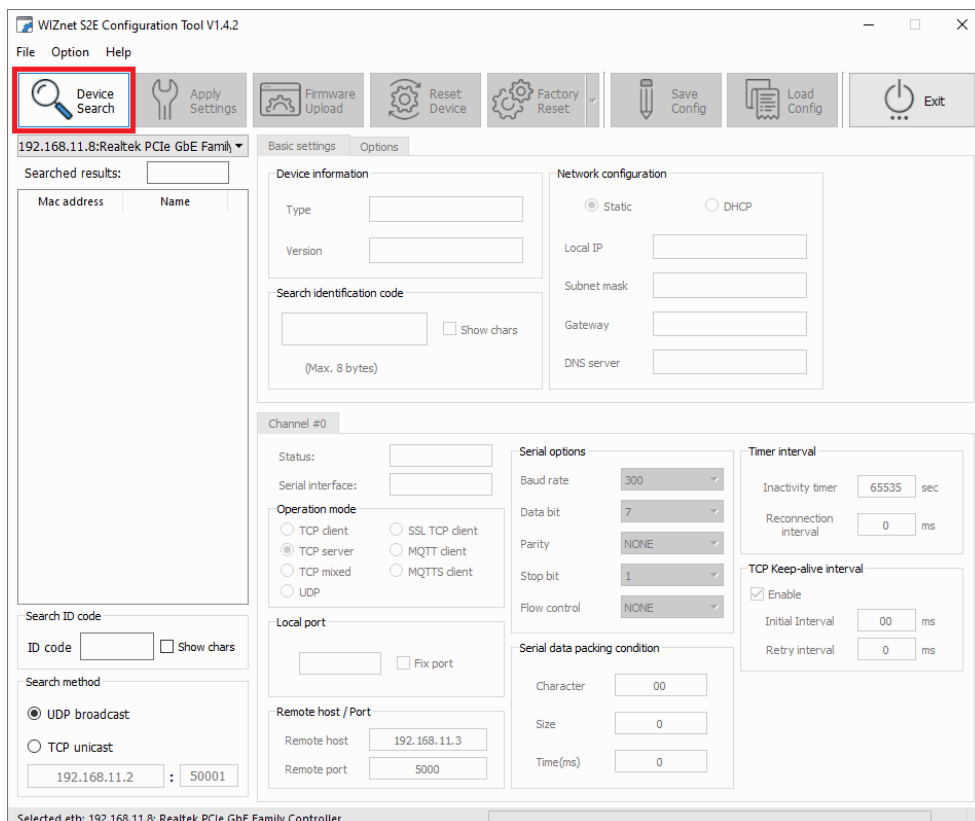 WIZnet S2E Configuration Tool V1.4.2
File Option Help
Device Search
Apply Settings
Firmware Upload
Reset Device
Factory Reset
Save Config
Load Config
Exit
192.168.11.8:Realtek PCIe GbE Family
Searched results:
Mac address Name
Basic settings Options
Device information
Type
Version
Search identification code
Show chars
(Max. 8 bytes)
Network configuration
Static DHCP
Local IP
Subnet mask
Gateway
DNS server
Channel #0
Status:
Serial interface:
Operation mode
TCP client SSL TCP client
TCP server MQTT client
TCP mixed MQTTS client
UDP
Local port
Fix port
Remote host / Port
Remote host 192.168.11.3
Remote port 5000
Serial options
Baud rate 300
Data bit 7
Parity NONE
Stop bit 1
Flow control NONE
Serial data packing condition
Character 00
Size 0
Time(ms) 0
Timer interval
Inactivity timer 65535 sec
Reconnection interval 0 ms
TCP Keep-alive interval
Enable
Initial Interval 00 ms
Retry interval 0 ms
Search ID code
ID code Show chars
Search method
UDP broadcast
TCP unicast
192.168.11.2 : 50001
Selected eth: 192.168.11.8: Realtek PCIe GbE Family Controller